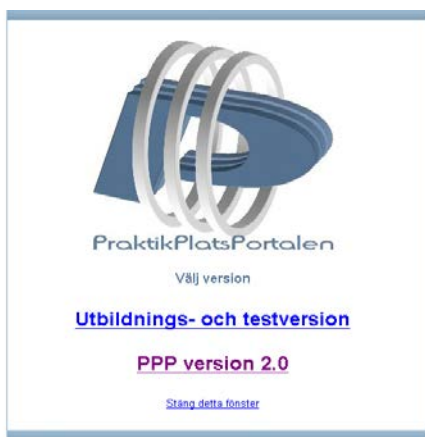 PraktikPlatsPortalen
Välj version
Utbildnings- och testversion
PPP version 2.0
Stäng detta fönster